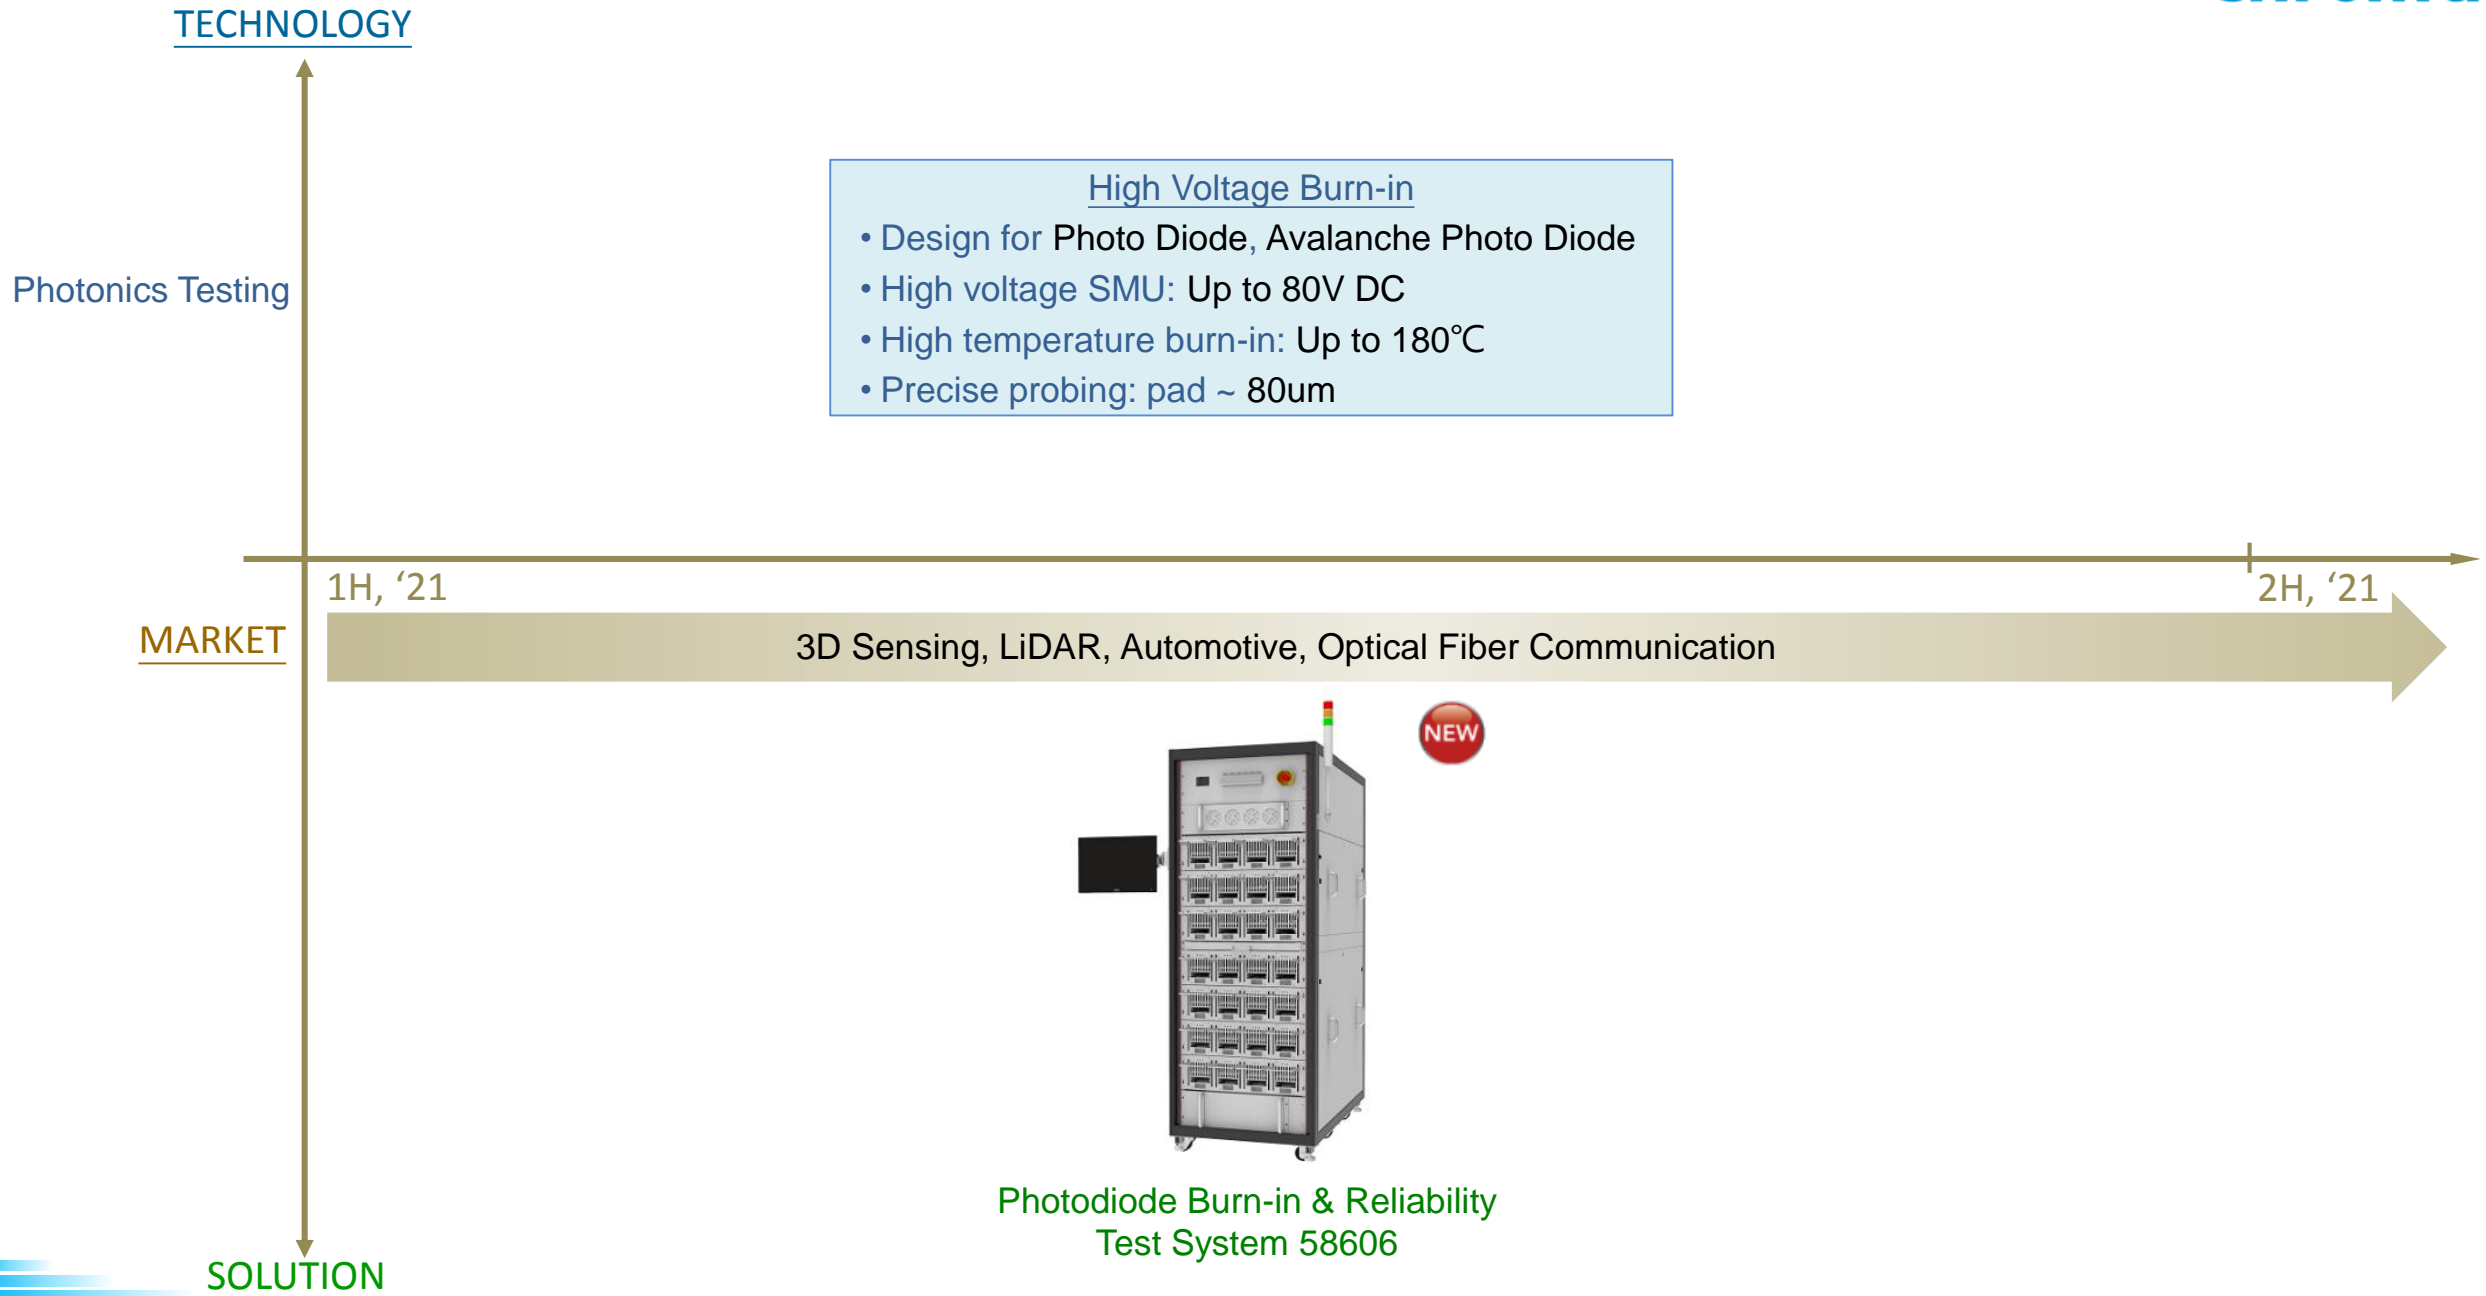 TECHNOLOGY
High Voltage Burn-in
• Design for Photo Diode, Avalanche Photo Diode
• High voltage SMU: Up to 80V DC
• High temperature burn-in: Up to 180℃
• Precise probing: pad ~ 80um
Photonics Testing
1H, ‘21
2H, ‘21
MARKET
3D Sensing, LiDAR, Automotive, Optical Fiber Communication
NEW
Photodiode Burn-in & Reliability
Test System 58606
SOLUTION